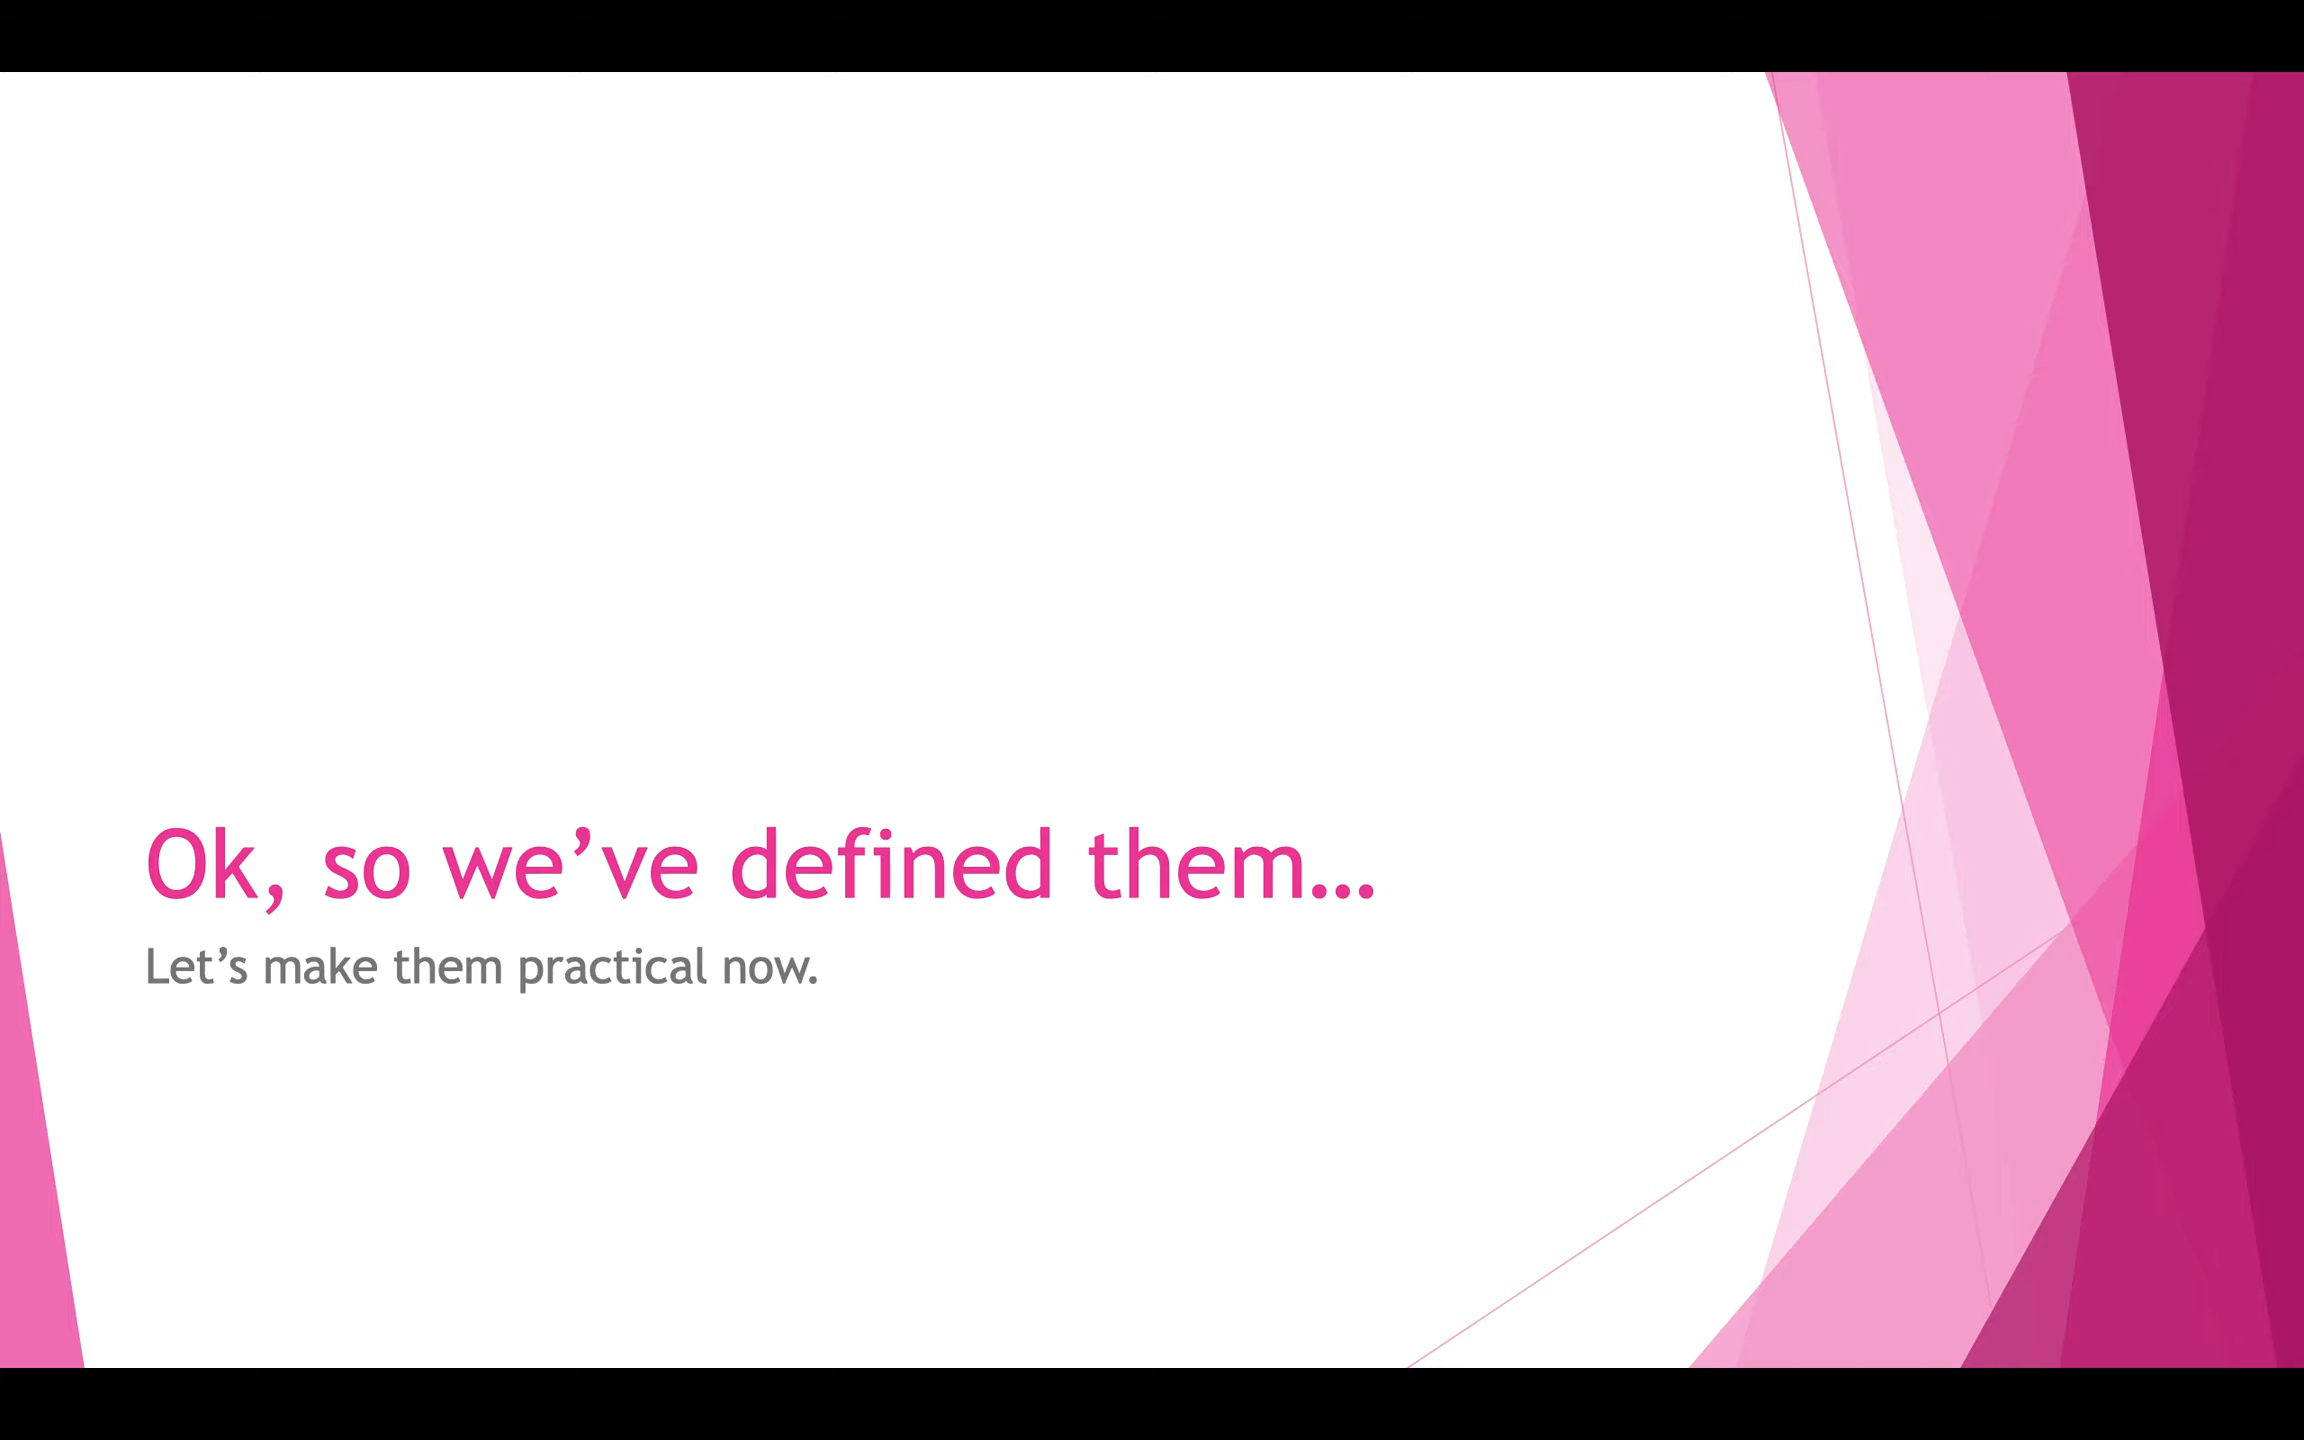 Ok, so we’ve defined them…
Let’s make them practical now.